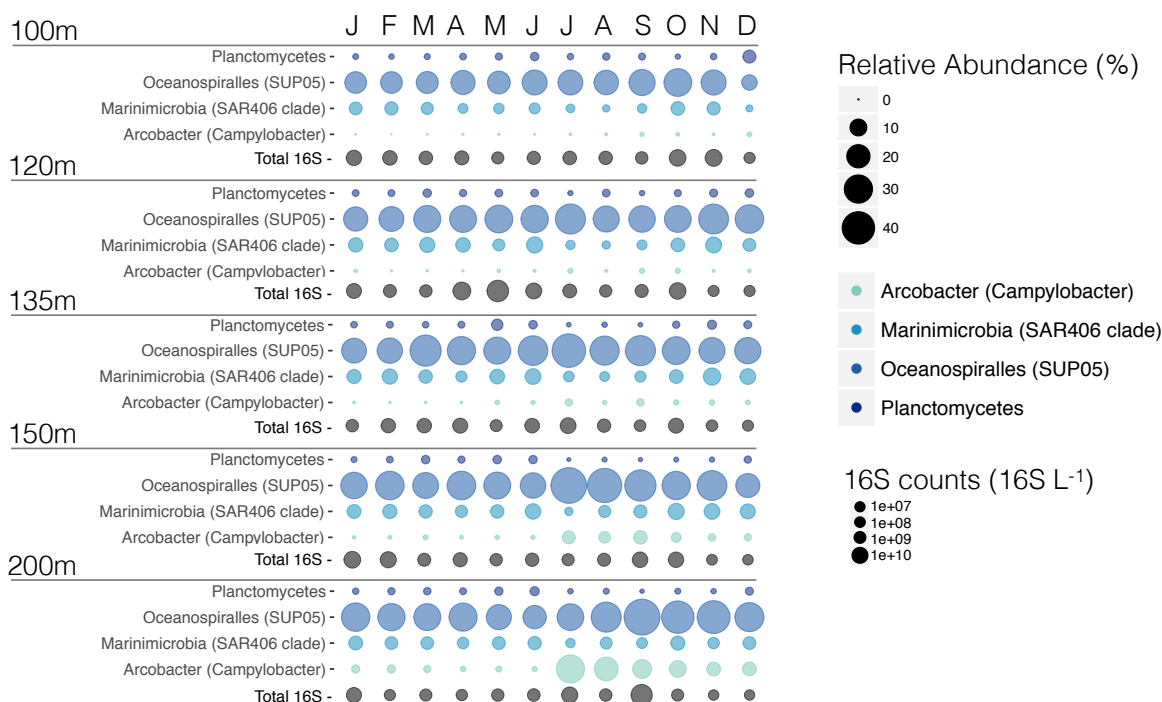 J F M A M J J A S O N D
100m
Planctomycetes
Oceanospiralles (SUP05)
Marinimicrobia (SAR406 clade)
Arcobacter (Campylobacter)
Total 16S
120m
Planctomycetes
Oceanospiralles (SUP05)
Marinimicrobia (SAR406 clade)
Arcobacter (Campylobacter)
Total 16S
135m
Planctomycetes
Oceanospiralles (SUP05)
Marinimicrobia (SAR406 clade)
Arcobacter (Campylobacter)
Total 16S
150m
Planctomycetes
Oceanospiralles (SUP05)
Marinimicrobia (SAR406 clade)
Arcobacter (Campylobacter)
Total 16S
200m
Planctomycetes
Oceanospiralles (SUP05)
Marinimicrobia (SAR406 clade)
Arcobacter (Campylobacter)
Total 16S
Relative Abundance (%)
0
10
20
30
40
Arcobacter (Campylobacter)
Marinimicrobia (SAR406 clade)
Oceanospiralles (SUP05)
Planctomycetes
16S counts (16S L⁻¹)
1e+07
1e+08
1e+09
1e+10